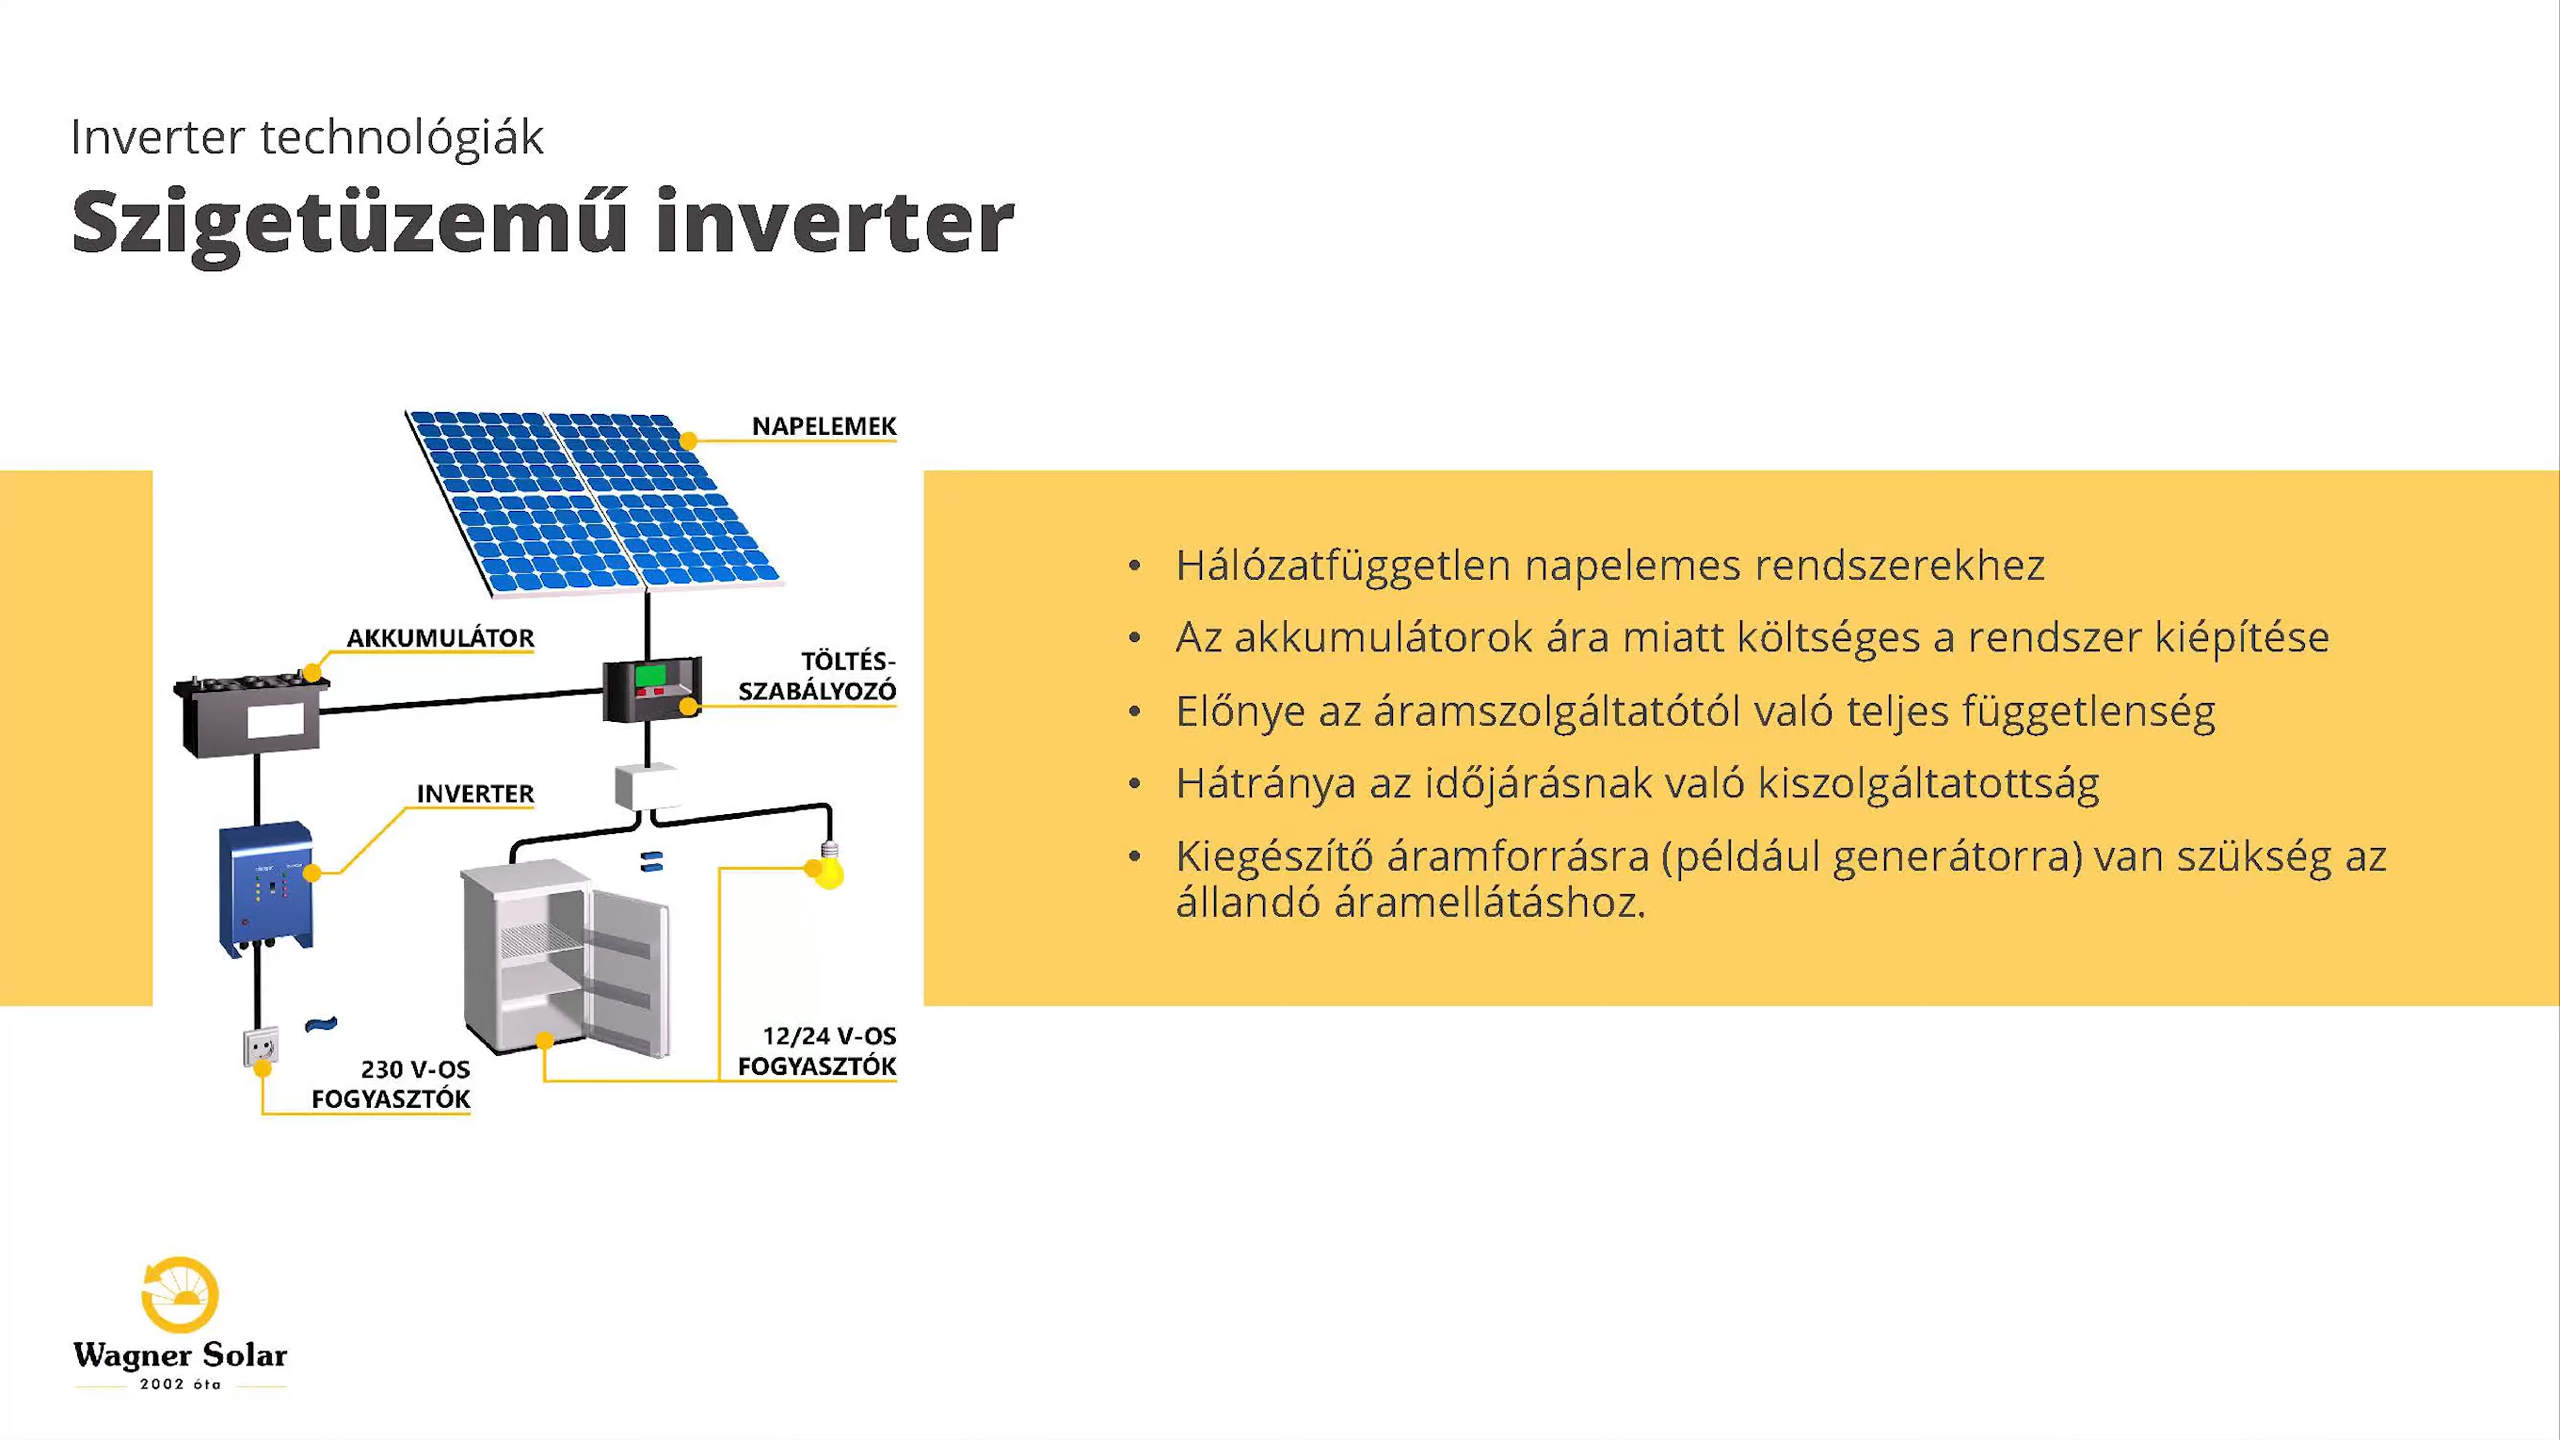 Inverter technológiák
Szigetüzemű inverter
NAPELEMEK
AKKUMULÁTOR
TÖLTÉS-
SZABÁLYOZÓ
INVERTER
12/24 V-OS
FOGYASZTÓK
230 V-OS
FOGYASZTÓK
• Hálózatfüggetlen napelemes rendszerekhez
• Az akkumulátorok ára miatt költséges a rendszer kiépítése
• Előnye az áramszolgáltatótól való teljes függetlenség
• Hátránya az időjárásnak való kiszolgáltatottság
• Kiegészítő áramforrásra (például generátorra) van szükség az
állandó áramellátáshoz.
Wagner Solar
2002 óta